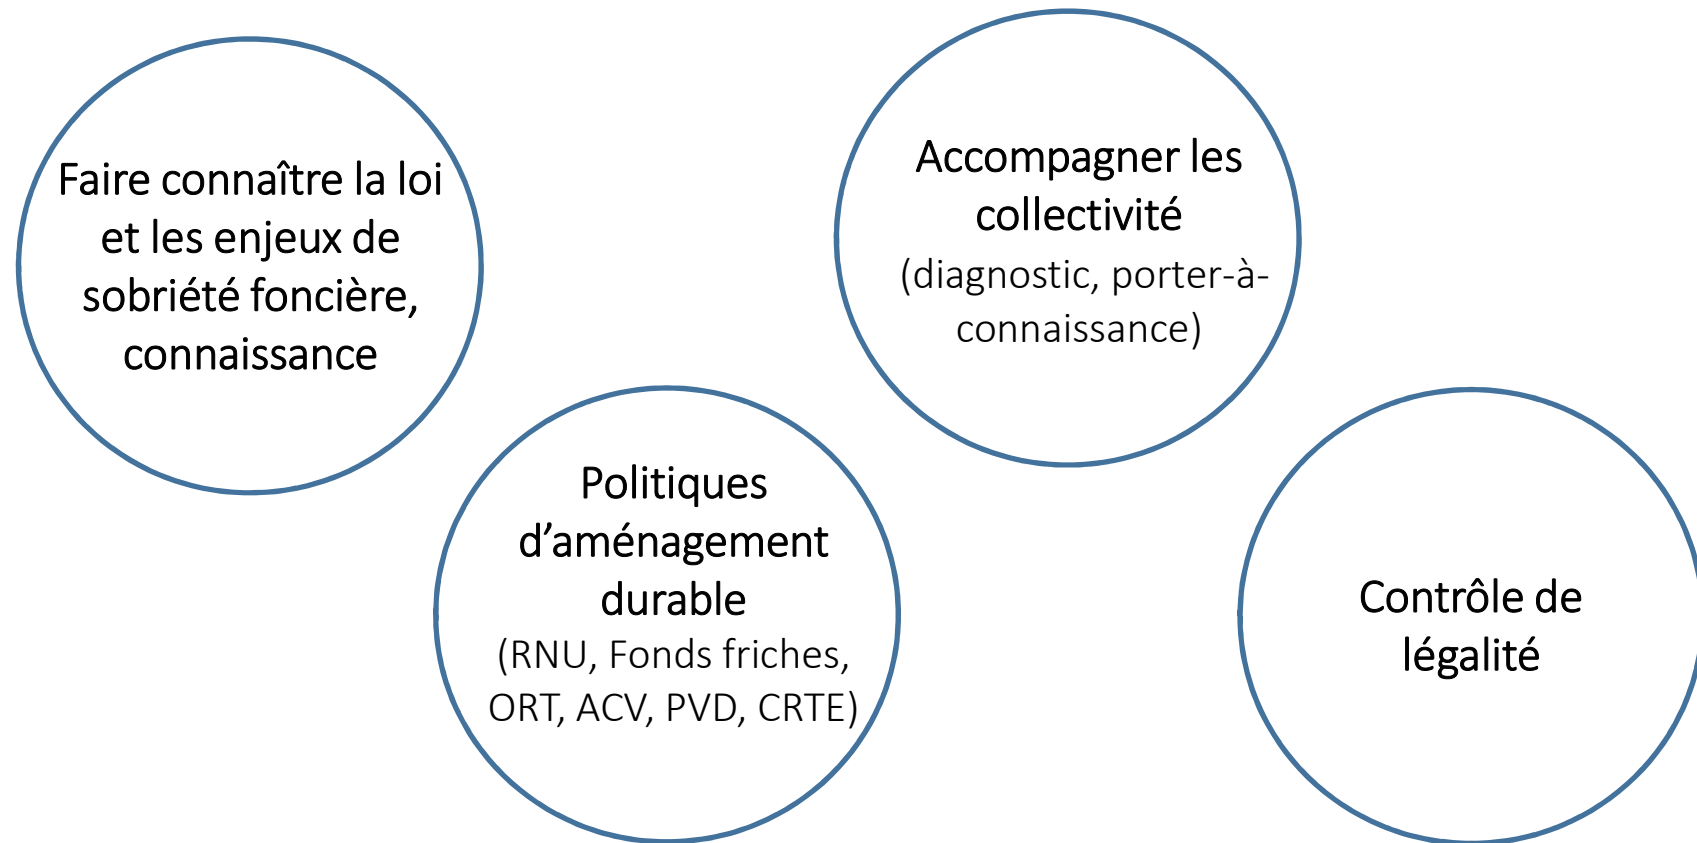 Faire connaître la loi
et les enjeux de
sobriété foncière,
connaissance
Politiques
d’aménagement
durable
(RNU, Fonds friches,
ORT, ACV, PVD, CRTE)
Accompagner les
collectivité
(diagnostic, porter-à-
connaissance)
Contrôle de
légalité